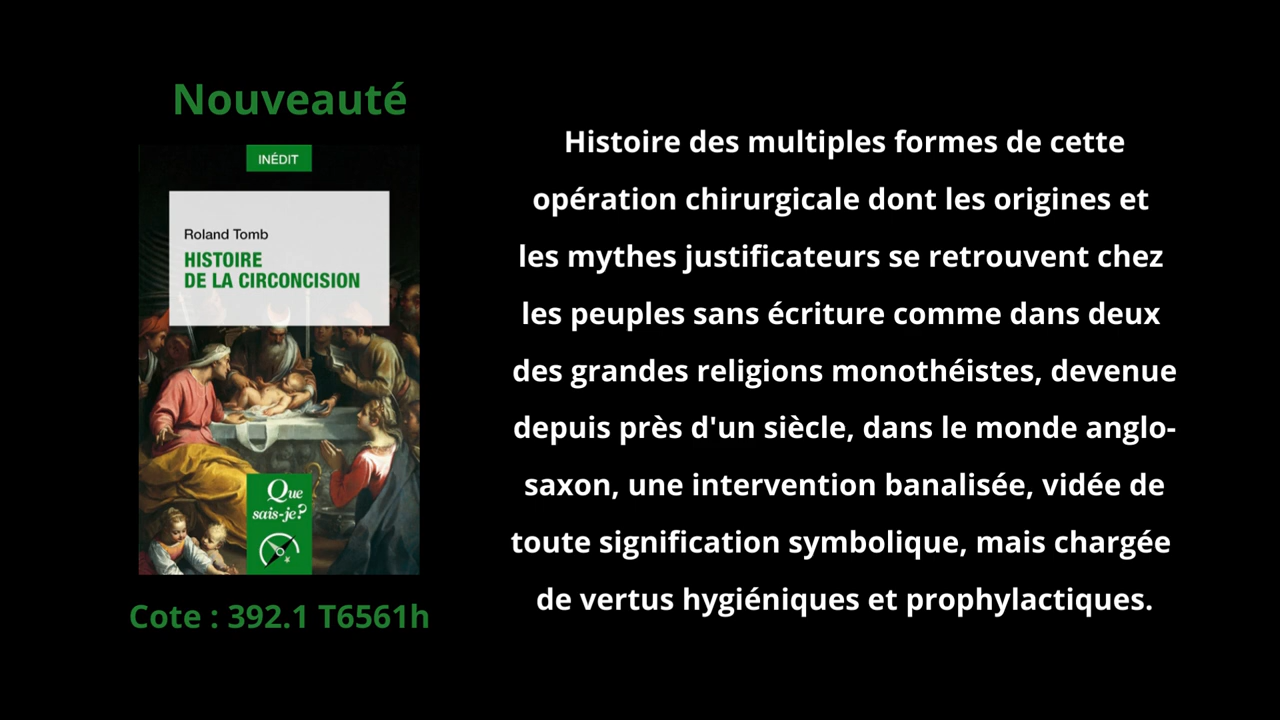 Nouveauté
INÉDIT
Roland Tomb
HISTOIRE
DE LA CIRCONCISION
Que
sais-je?
Cote : 392.1 T6561h
Histoire des multiples formes de cette
opération chirurgicale dont les origines et
les mythes justificateurs se retrouvent chez
les peuples sans écriture comme dans deux
des grandes religions monothéistes, devenue
depuis près d'un siècle, dans le monde anglo-
saxon, une intervention banalisée, vidée de
toute signification symbolique, mais chargée
de vertus hygiéniques et prophylactiques.